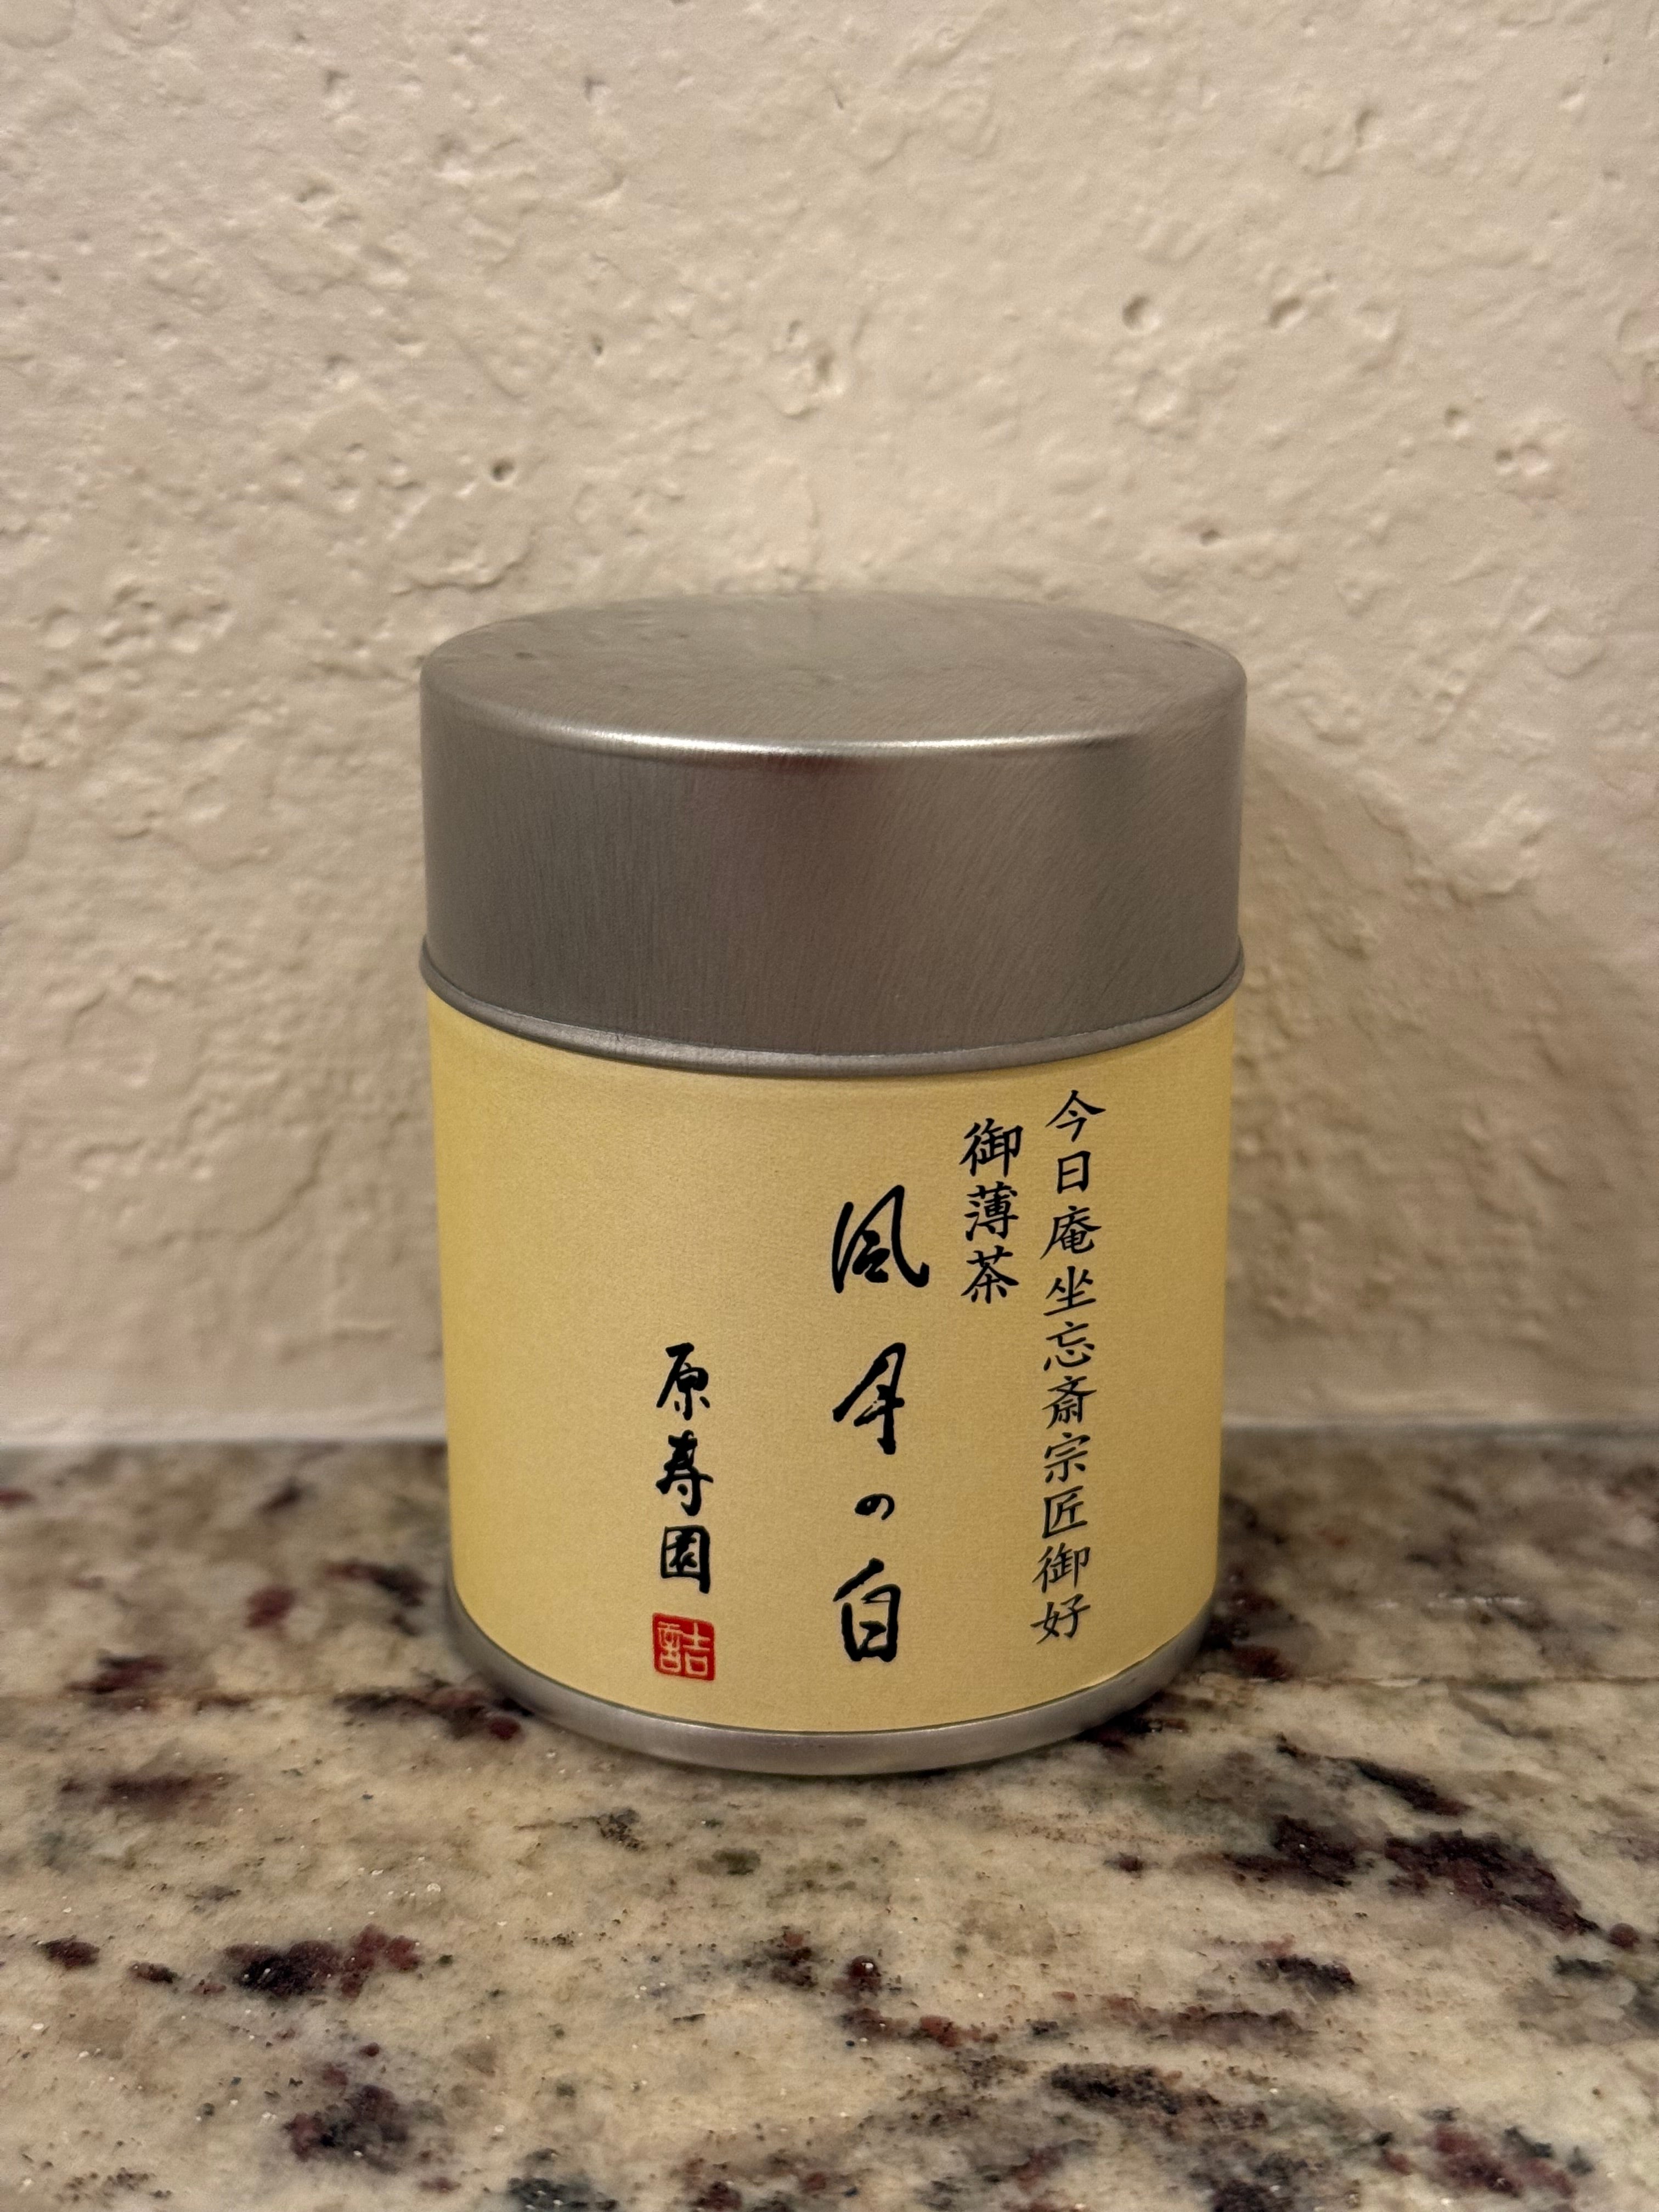 今日庵坐忘斎宗匠御好
御薄茶
風月の白
原寿園
詰